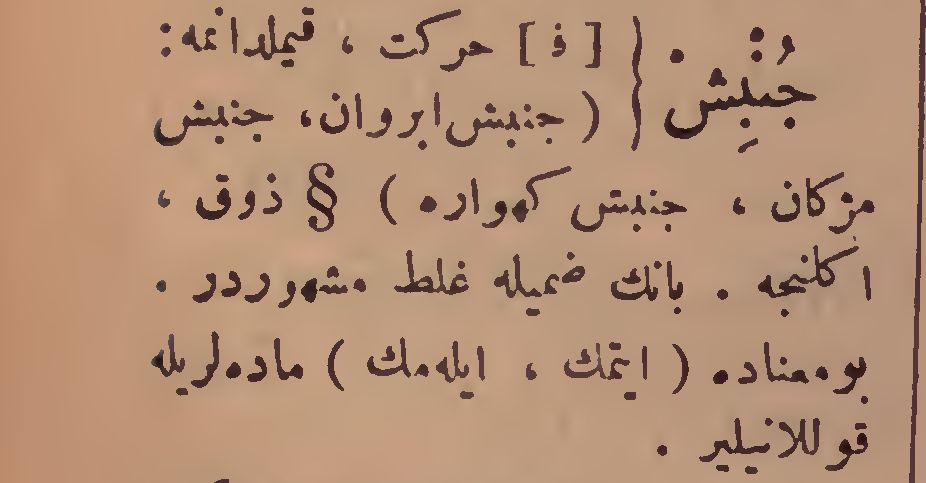 جُنْبِش { [ف] حركت ، قيملدانمه :
( جنبش ابروان، جنبش
مژكان ، جنبش كهواره ) § ذوق ،
اكلنجه . بانك ضميله غلط مشهوردر .
بو معناده ( ايتمك ، ايله‌مك ) ماده‌لريله
قوللانيلير .